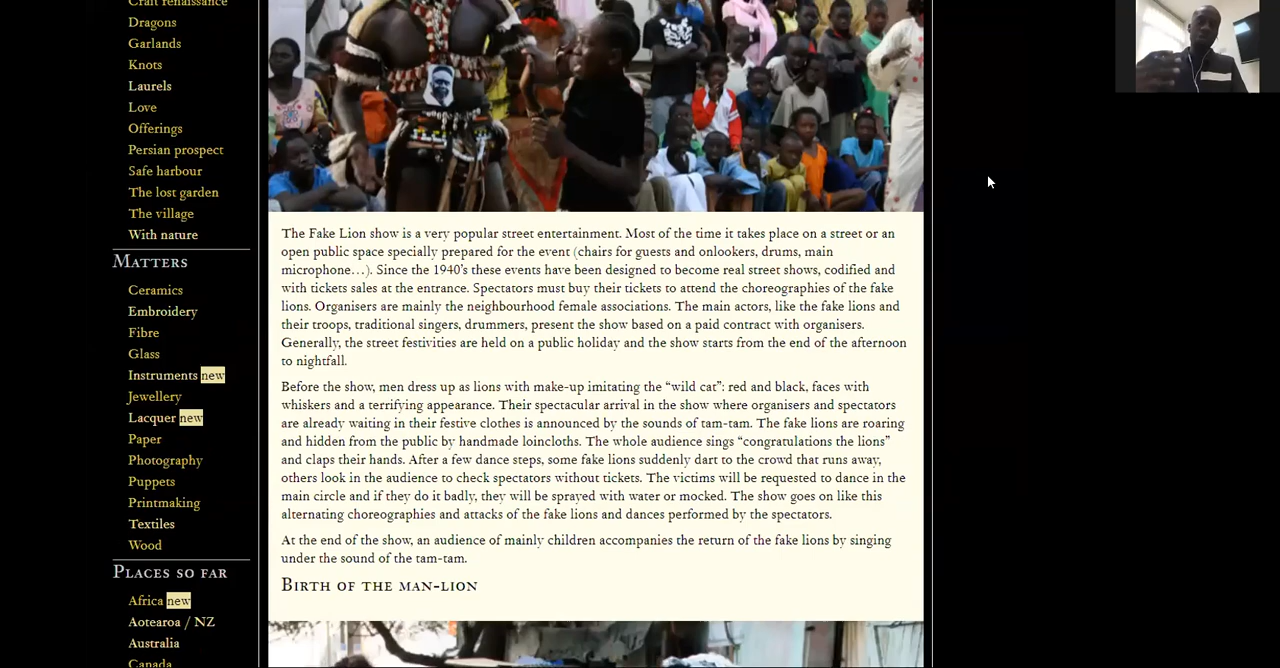 Craft renaissance
Dragons
Garlands
Knots
Laurels
Love
Offerings
Persian prospect
Safe harbour
The lost garden
The village
With nature
Matters
Ceramics
Embroidery
Fibre
Glass
Instruments new
Jewellery
Lacquer new
Paper
Photography
Puppets
Printmaking
Textiles
Wood
Places so far
Africa new
Aotearoa / NZ
Australia
Canada
The Fake Lion show is a very popular street entertainment. Most of the time it takes place on a street or an
open public space specially prepared for the event (chairs for guests and onlookers, drums, main
microphone…). Since the 1940's these events have been designed to become real street shows, codified and
with tickets sales at the entrance. Spectators must buy their tickets to attend the choreographies of the fake
lions. Organisers are mainly the neighbourhood female associations. The main actors, like the fake lions and
their troops, traditional singers, drummers, present the show based on a paid contract with organisers.
Generally, the street festivities are held on a public holiday and the show starts from the end of the afternoon
to nightfall.
Before the show, men dress up as lions with make-up imitating the “wild cat”: red and black, faces with
whiskers and a terrifying appearance. Their spectacular arrival in the show where organisers and spectators
are already waiting in their festive clothes is announced by the sounds of tam-tam. The fake lions are roaring
and hidden from the public by handmade loincloths. The whole audience sings “congratulations the lions”
and claps their hands. After a few dance steps, some fake lions suddenly dart to the crowd that runs away,
others look in the audience to check spectators without tickets. The victims will be requested to dance in the
main circle and if they do it badly, they will be sprayed with water or mocked. The show goes on like this
alternating choreographies and attacks of the fake lions and dances performed by the spectators.
At the end of the show, an audience of mainly children accompanies the return of the fake lions by singing
under the sound of the tam-tam.
Birth of the man-lion